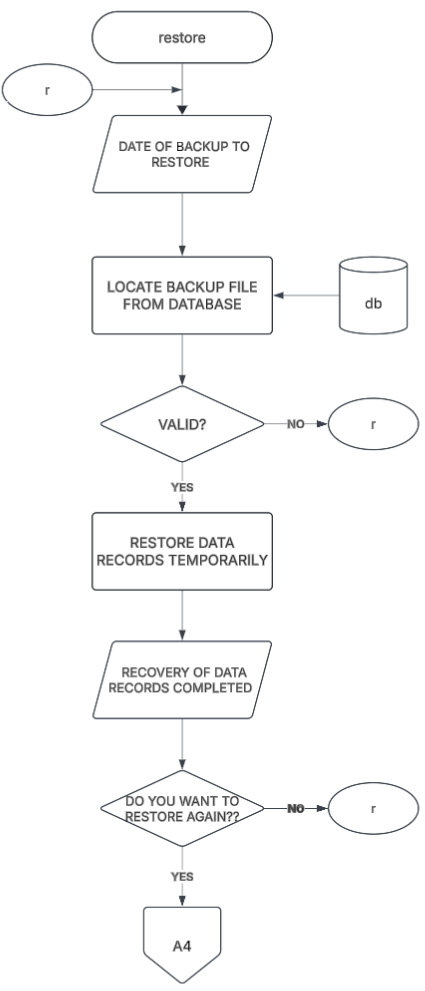 restore
r
DATE OF BACKUP TO
RESTORE
LOCATE BACKUP FILE
FROM DATABASE
db
VALID?
NO
r
YES
RESTORE DATA
RECORDS TEMPORARILY
RECOVERY OF DATA
RECORDS COMPLETED
DO YOU WANT TO
RESTORE AGAIN??
NO
r
YES
A4